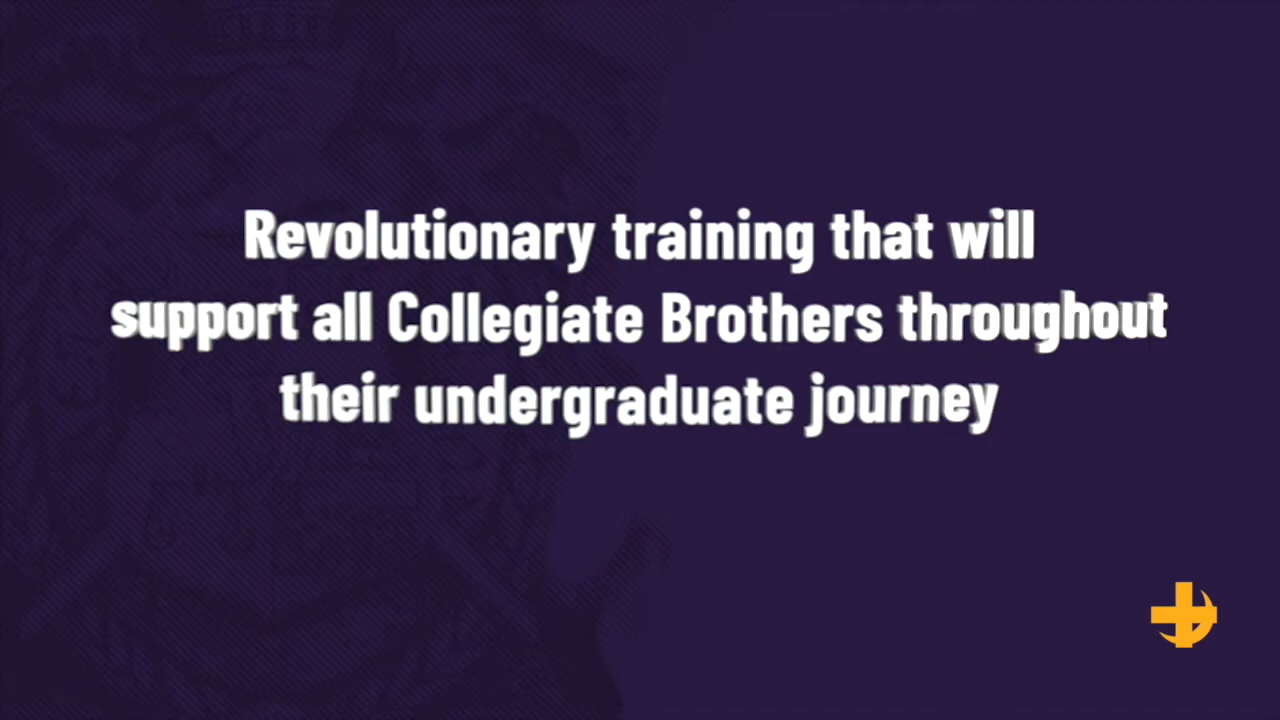 Revolutionary training that will
support all Collegiate Brothers throughout
their undergraduate journey